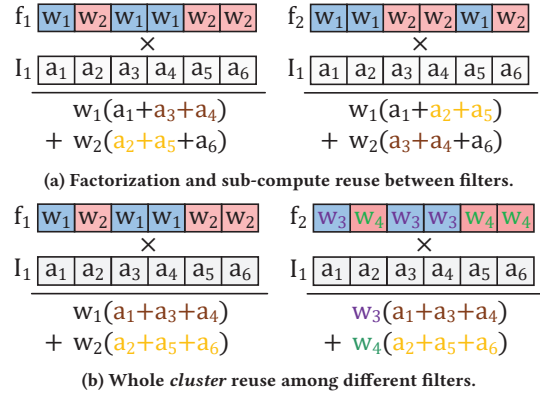 f₁ w₁ w₂ w₁ w₁ w₂ w₂ f₂ w₁ w₁ w₂ w₂ w₁ w₂
× ×
I₁ a₁ a₂ a₃ a₄ a₅ a₆ I₁ a₁ a₂ a₃ a₄ a₅ a₆
w₁(a₁+a₃+a₄) w₁(a₁+a₂+a₅)
+ w₂(a₂+a₅+a₆) + w₂(a₃+a₄+a₆)
(a) Factorization and sub-compute reuse between filters.
f₁ w₁ w₂ w₁ w₁ w₂ w₂ f₂ w₃ w₄ w₃ w₃ w₄ w₄
× ×
I₁ a₁ a₂ a₃ a₄ a₅ a₆ I₁ a₁ a₂ a₃ a₄ a₅ a₆
w₁(a₁+a₃+a₄) w₃(a₁+a₃+a₄)
+ w₂(a₂+a₅+a₆) + w₄(a₂+a₅+a₆)
(b) Whole cluster reuse among different filters.